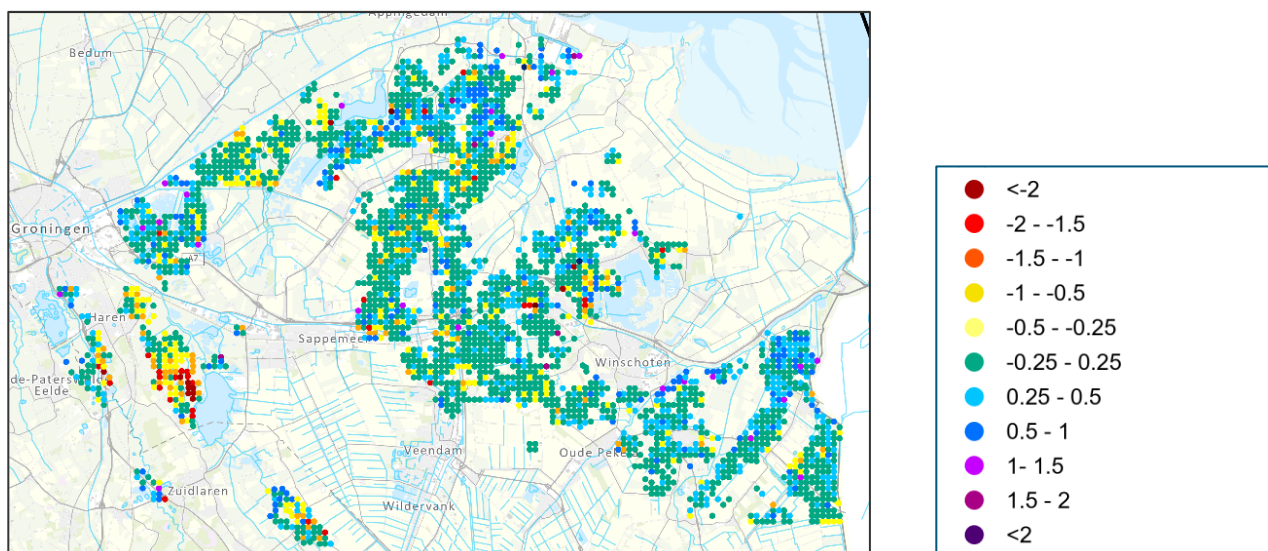 Appingedam
Bedum
Groningen
A7
Haren
Sappemeer
de-Paterswolde
Eelde
Winschoten
Veendam
Oude Pekela
Zuidlaren
Wildervank
<-2
-2 - -1.5
-1.5 - -1
-1 - -0.5
-0.5 - -0.25
-0.25 - 0.25
0.25 - 0.5
0.5 - 1
1- 1.5
1.5 - 2
<2